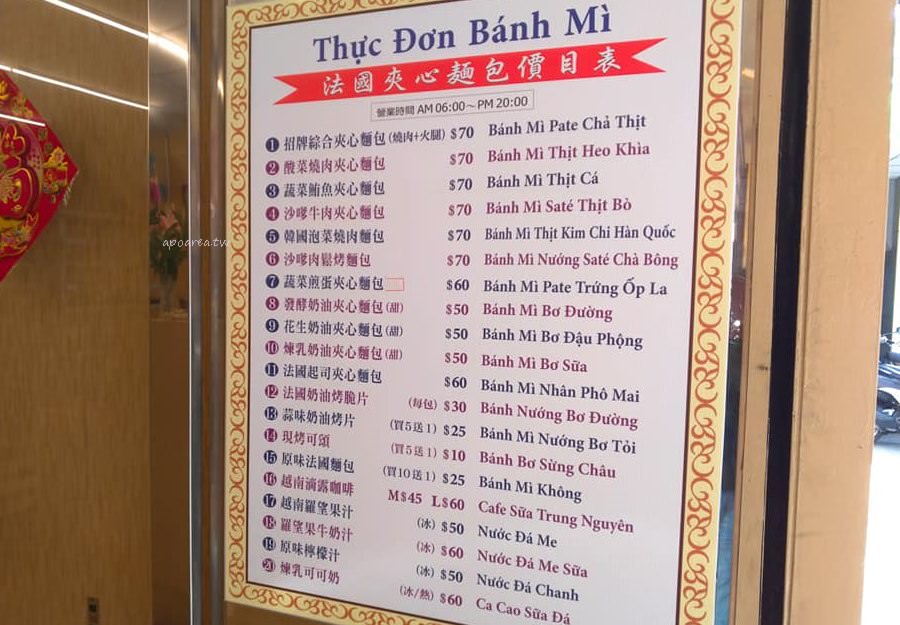 Thực Đơn Bánh Mì
法國夾心麵包價目表
營業時間 AM 06:00～PM 20:00
1 招牌綜合夾心麵包(燒肉+火腿) $70 Bánh Mì Pate Chả Thịt
2 酸菜燒肉夾心麵包 $70 Bánh Mì Thịt Heo Khìa
3 蔬菜鮪魚夾心麵包 $70 Bánh Mì Thịt Cá
4 沙嗲牛肉夾心麵包 $70 Bánh Mì Saté Thịt Bò
5 韓國泡菜燒肉麵包 $70 Bánh Mì Thịt Kim Chi Hàn Quốc
6 沙嗲肉鬆烤麵包 $70 Bánh Mì Nướng Saté Chà Bông
7 蔬菜煎蛋夾心麵包 $60 Bánh Mì Pate Trứng Ốp La
8 發酵奶油夾心麵包(甜) $50 Bánh Mì Bơ Đường
9 花生奶油夾心麵包(甜) $50 Bánh Mì Bơ Đậu Phộng
10 煉乳奶油夾心麵包(甜) $50 Bánh Mì Bơ Sữa
11 法國起司夾心麵包 $60 Bánh Mì Nhân Phô Mai
12 法國奶油烤脆片 (每包) $30 Bánh Nướng Bơ Đường
13 蒜味奶油烤片 (買5送1) $25 Bánh Mì Nướng Bơ Tỏi
14 現烤可頌 (買5送1) $10 Bánh Bơ Sừng Châu
15 原味法國麵包 (買10送1) $25 Bánh Mì Không
16 越南滴露咖啡 M$45 L$60 Cafe Sữa Trung Nguyên
17 越南羅望果汁 (冰) $50 Nước Đá Me
18 羅望果牛奶汁 (冰) $60 Nước Đá Me Sữa
19 原味檸檬汁 (冰) $50 Nước Đá Chanh
20 煉乳可可奶 (冰/熱) $60 Ca Cao Sữa Đá
apoarea.tw